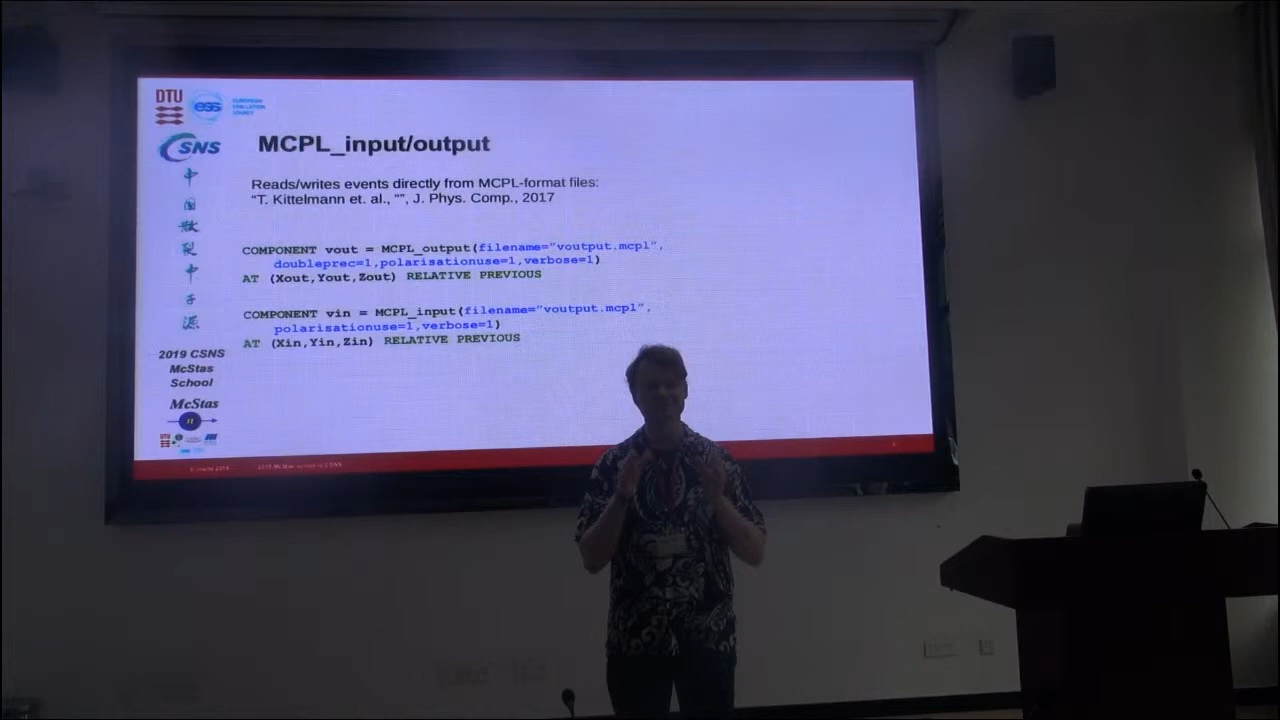 DTU
ess
EUROPEAN
SPALLATION
SOURCE
CSNS
中
国
散
裂
中
子
源
2019 CSNS
McStas
School
McStas
n
MCPL_input/output
Reads/writes events directly from MCPL-format files:
“T. Kittelmann et. al., “”, J. Phys. Comp., 2017
COMPONENT vout = MCPL_output(filename=”voutput.mcpl”,
doubleprec=1,polarisationuse=1,verbose=1)
AT (Xout,Yout,Zout) RELATIVE PREVIOUS
COMPONENT vin = MCPL_input(filename=”voutput.mcpl”,
polarisationuse=1,verbose=1)
AT (Xin,Yin,Zin) RELATIVE PREVIOUS